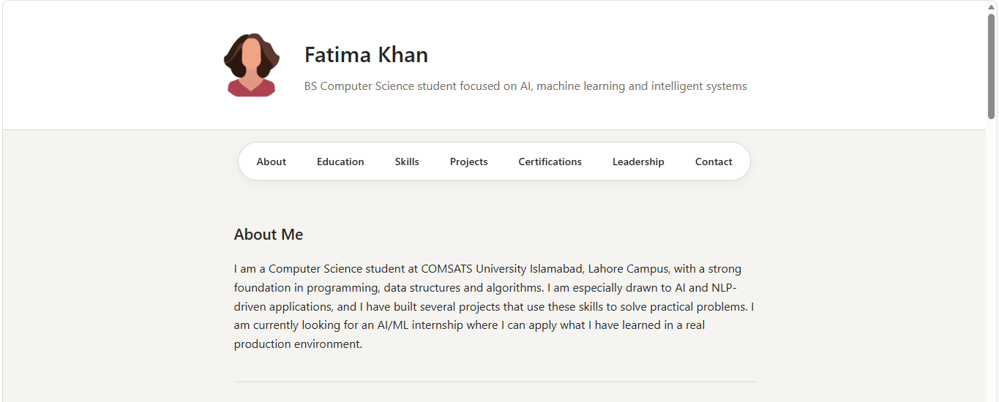 Fatima Khan
BS Computer Science student focused on AI, machine learning and intelligent systems
About Education Skills Projects Certifications Leadership Contact
About Me
I am a Computer Science student at COMSATS University Islamabad, Lahore Campus, with a strong
foundation in programming, data structures and algorithms. I am especially drawn to AI and NLP-
driven applications, and I have built several projects that use these skills to solve practical problems. I
am currently looking for an AI/ML internship where I can apply what I have learned in a real
production environment.